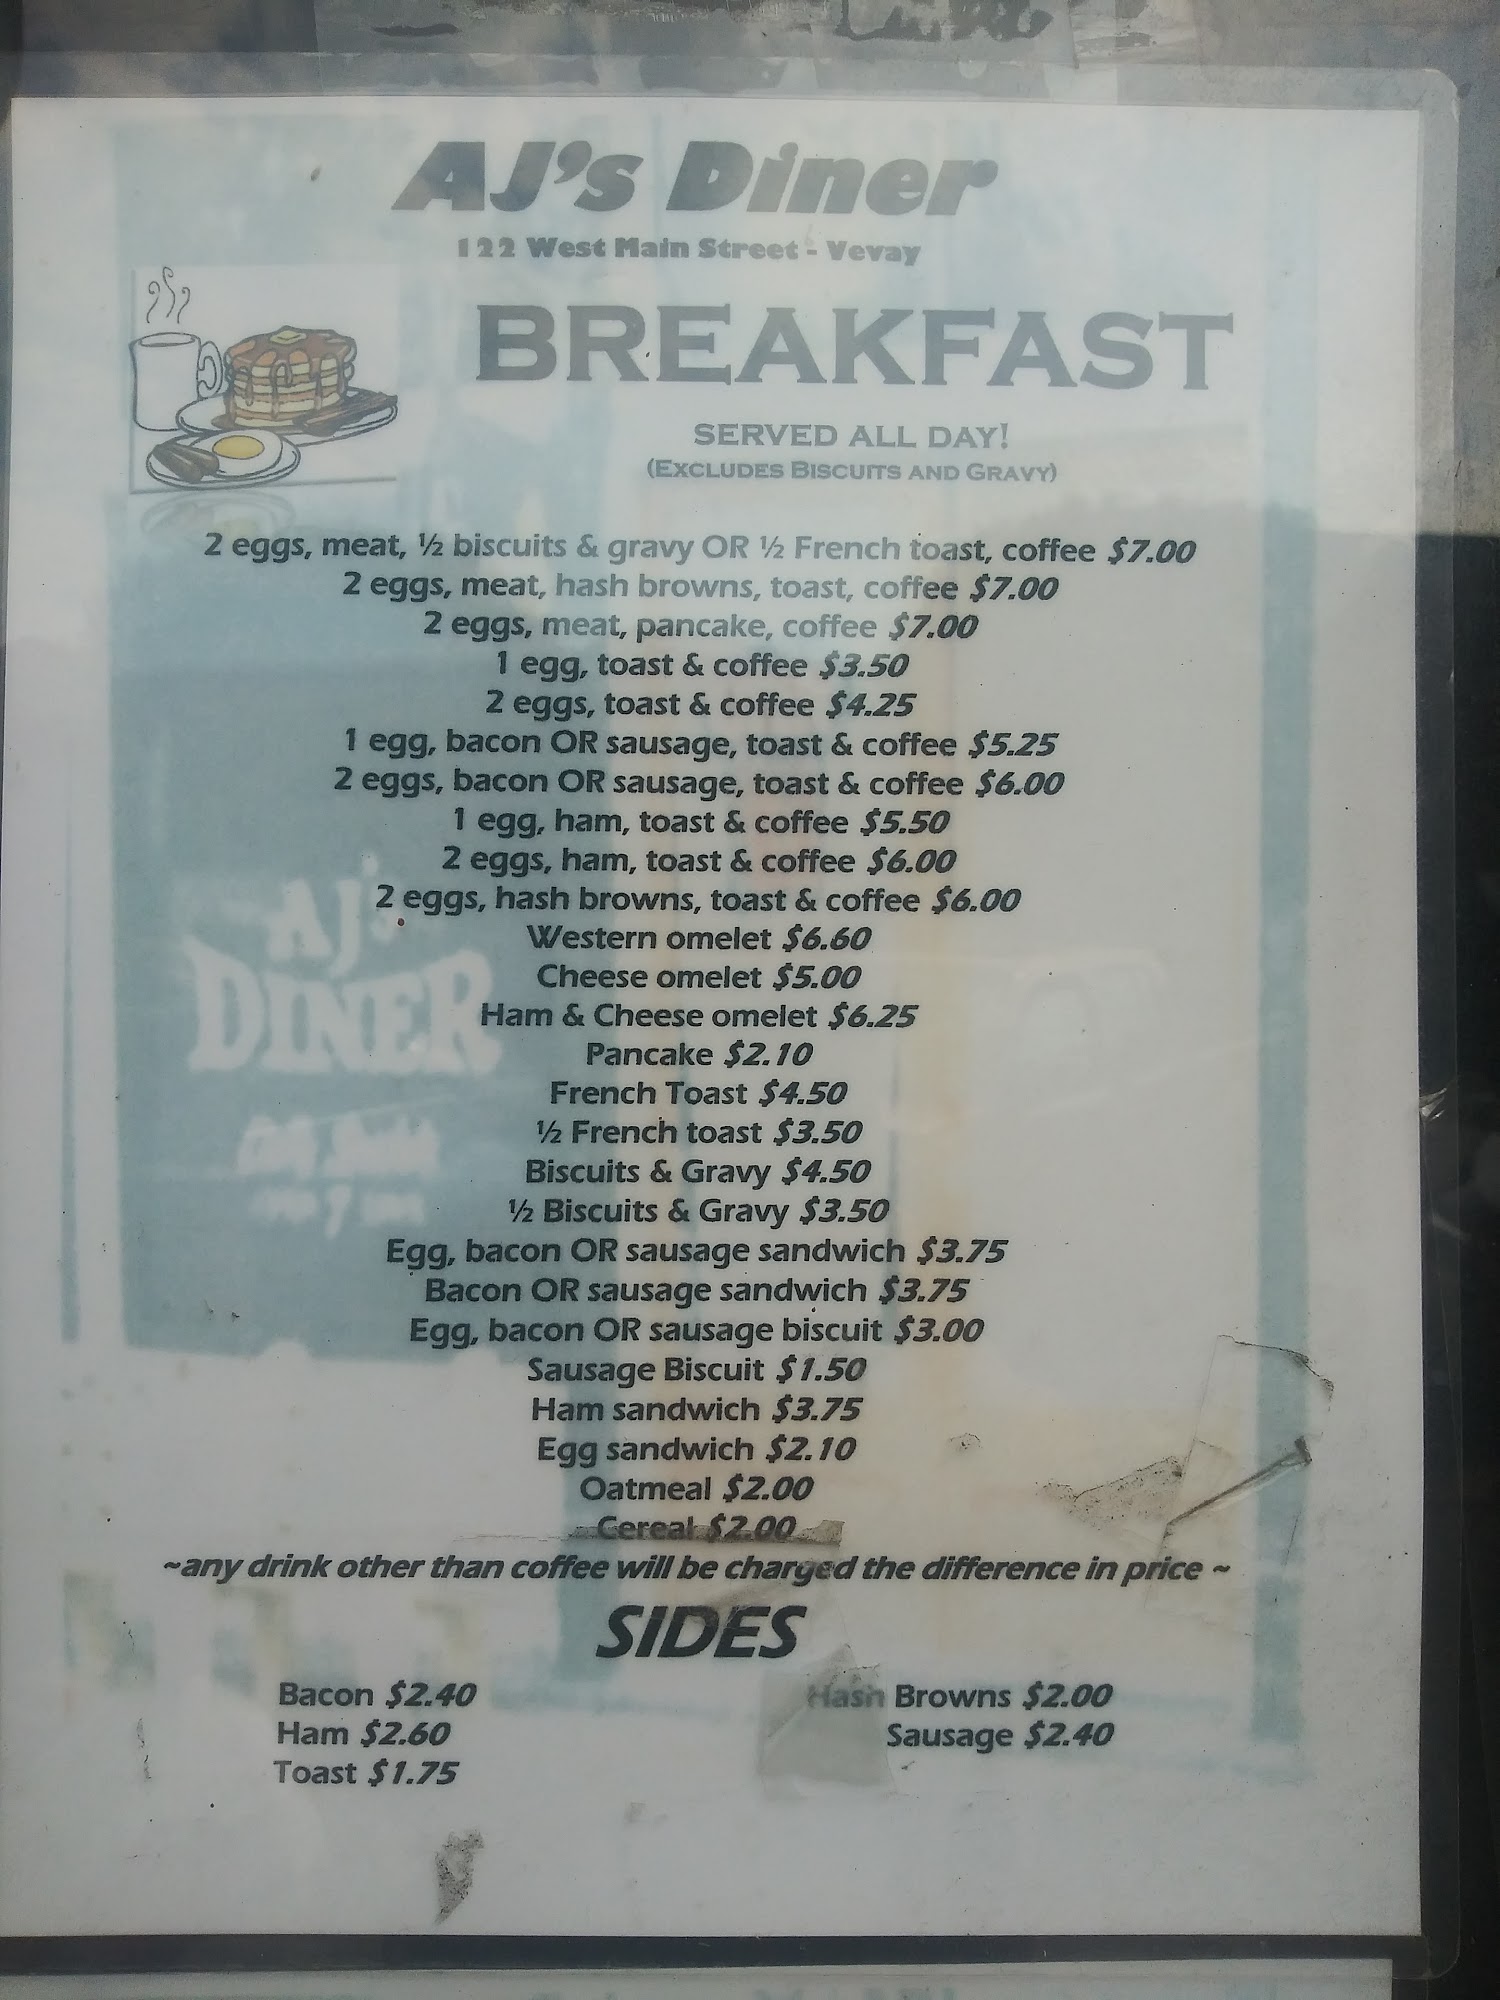 AJ's Diner
122 West Main Street - Vevay
BREAKFAST
SERVED ALL DAY!
(EXCLUDES BISCUITS AND GRAVY)
2 eggs, meat, ½ biscuits & gravy OR ½ French toast, coffee $7.00
2 eggs, meat, hash browns, toast, coffee $7.00
2 eggs, meat, pancake, coffee $7.00
1 egg, toast & coffee $3.50
2 eggs, toast & coffee $4.25
1 egg, bacon OR sausage, toast & coffee $5.25
2 eggs, bacon OR sausage, toast & coffee $6.00
1 egg, ham, toast & coffee $5.50
2 eggs, ham, toast & coffee $6.00
2 eggs, hash browns, toast & coffee $6.00
Western omelet $6.60
Cheese omelet $5.00
Ham & Cheese omelet $6.25
Pancake $2.10
French Toast $4.50
½ French toast $3.50
Biscuits & Gravy $4.50
½ Biscuits & Gravy $3.50
Egg, bacon OR sausage sandwich $3.75
Bacon OR sausage sandwich $3.75
Egg, bacon OR sausage biscuit $3.00
Sausage Biscuit $1.50
Ham sandwich $3.75
Egg sandwich $2.10
Oatmeal $2.00
Cereal $2.00
~any drink other than coffee will be charged the difference in price ~
SIDES
Bacon $2.40
Ham $2.60
Toast $1.75
Hash Browns $2.00
Sausage $2.40
AJ's
DINER